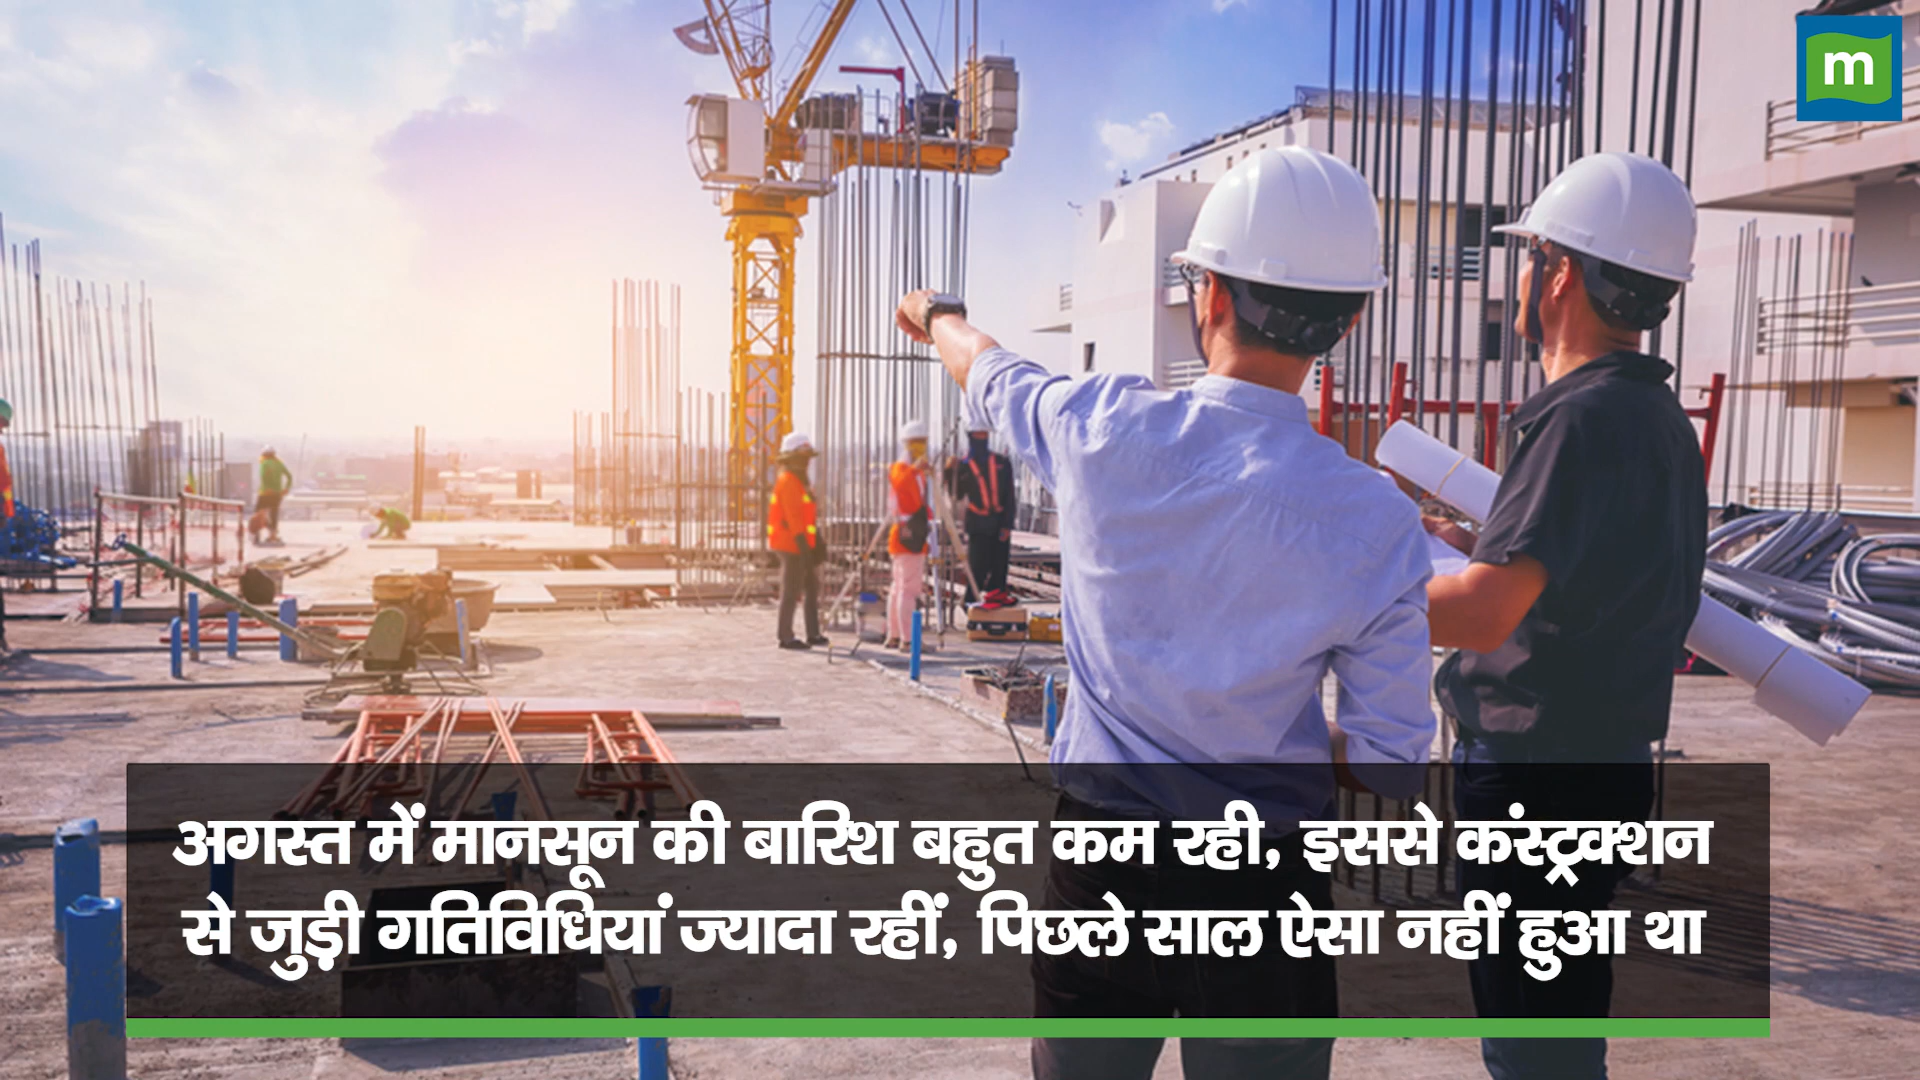 m
अगस्त में मानसून की बारिश बहुत कम रही, इससे कंस्ट्रक्शन
से जुड़ी गतिविधियां ज्यादा रहीं, पिछले साल ऐसा नहीं हुआ था